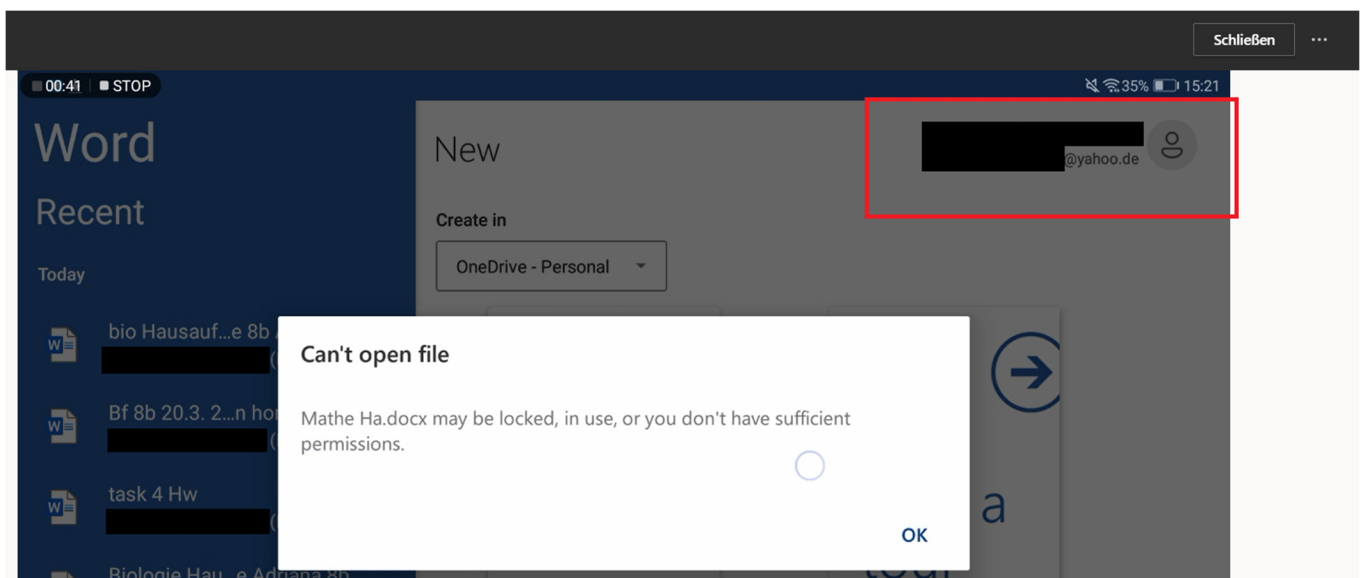 Schließen ...
00:41 STOP
35% 15:21
Word
New
@yahoo.de
Recent
Create in
OneDrive - Personal
Today
bio Hausauf...e 8b
Bf 8b 20.3. 2...n
task 4 Hw
Biologie Hau...e Adriana 8b
Can't open file
Mathe Ha.docx may be locked, in use, or you don't have sufficient
permissions.
OK
a
tour